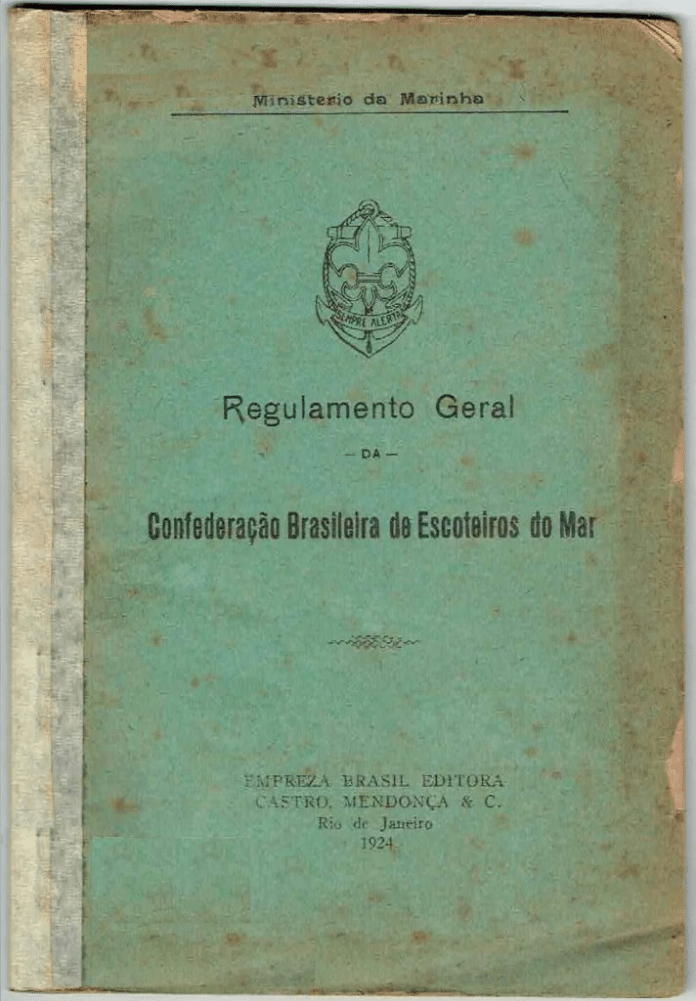 Ministerio da Marinha
SEMPRE ALERTA
Regulamento Geral
— DA —
Confederação Brasileira de Escoteiros do Mar
EMPREZA BRASIL EDITORA
CASTRO, MENDONÇA & C.
Rio de Janeiro
1924